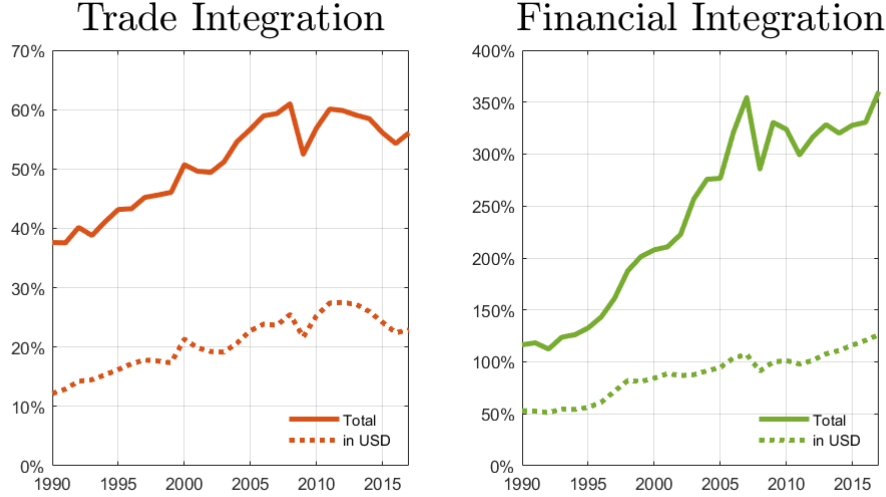 Trade Integration
70%
60%
50%
40%
30%
20%
10%
0%
1990 1995 2000 2005 2010 2015
Total
in USD
Financial Integration
400%
350%
300%
250%
200%
150%
100%
50%
0%
1990 1995 2000 2005 2010 2015
Total
in USD